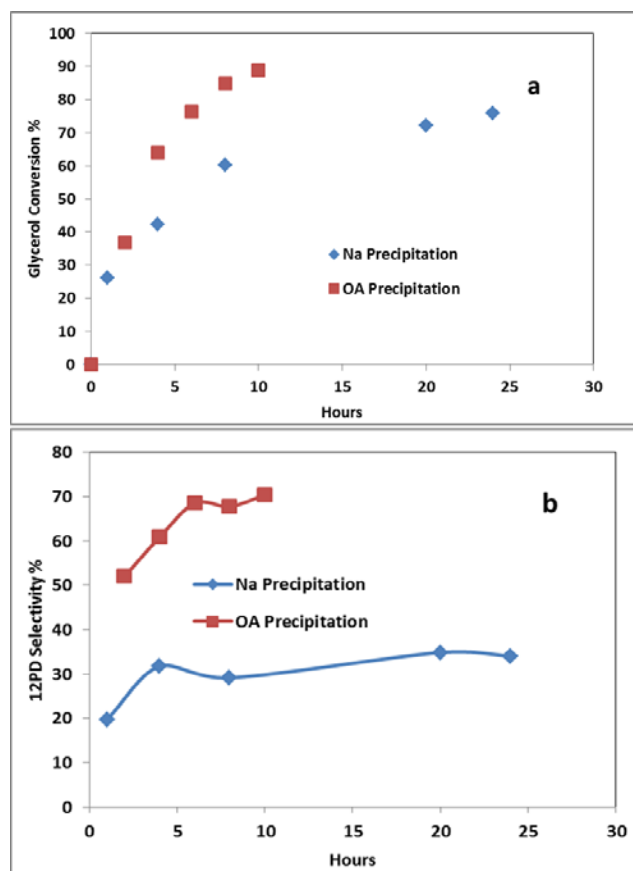 100
90
80
70
60
50
40
30
20
10
0
Glycerol Conversion %
a
Na Precipitation
OA Precipitation
0 5 10 15 20 25 30
Hours
80
70
60
50
40
30
20
10
0
12PD Selectivity %
b
Na Precipitation
OA Precipitation
0 5 10 15 20 25 30
Hours